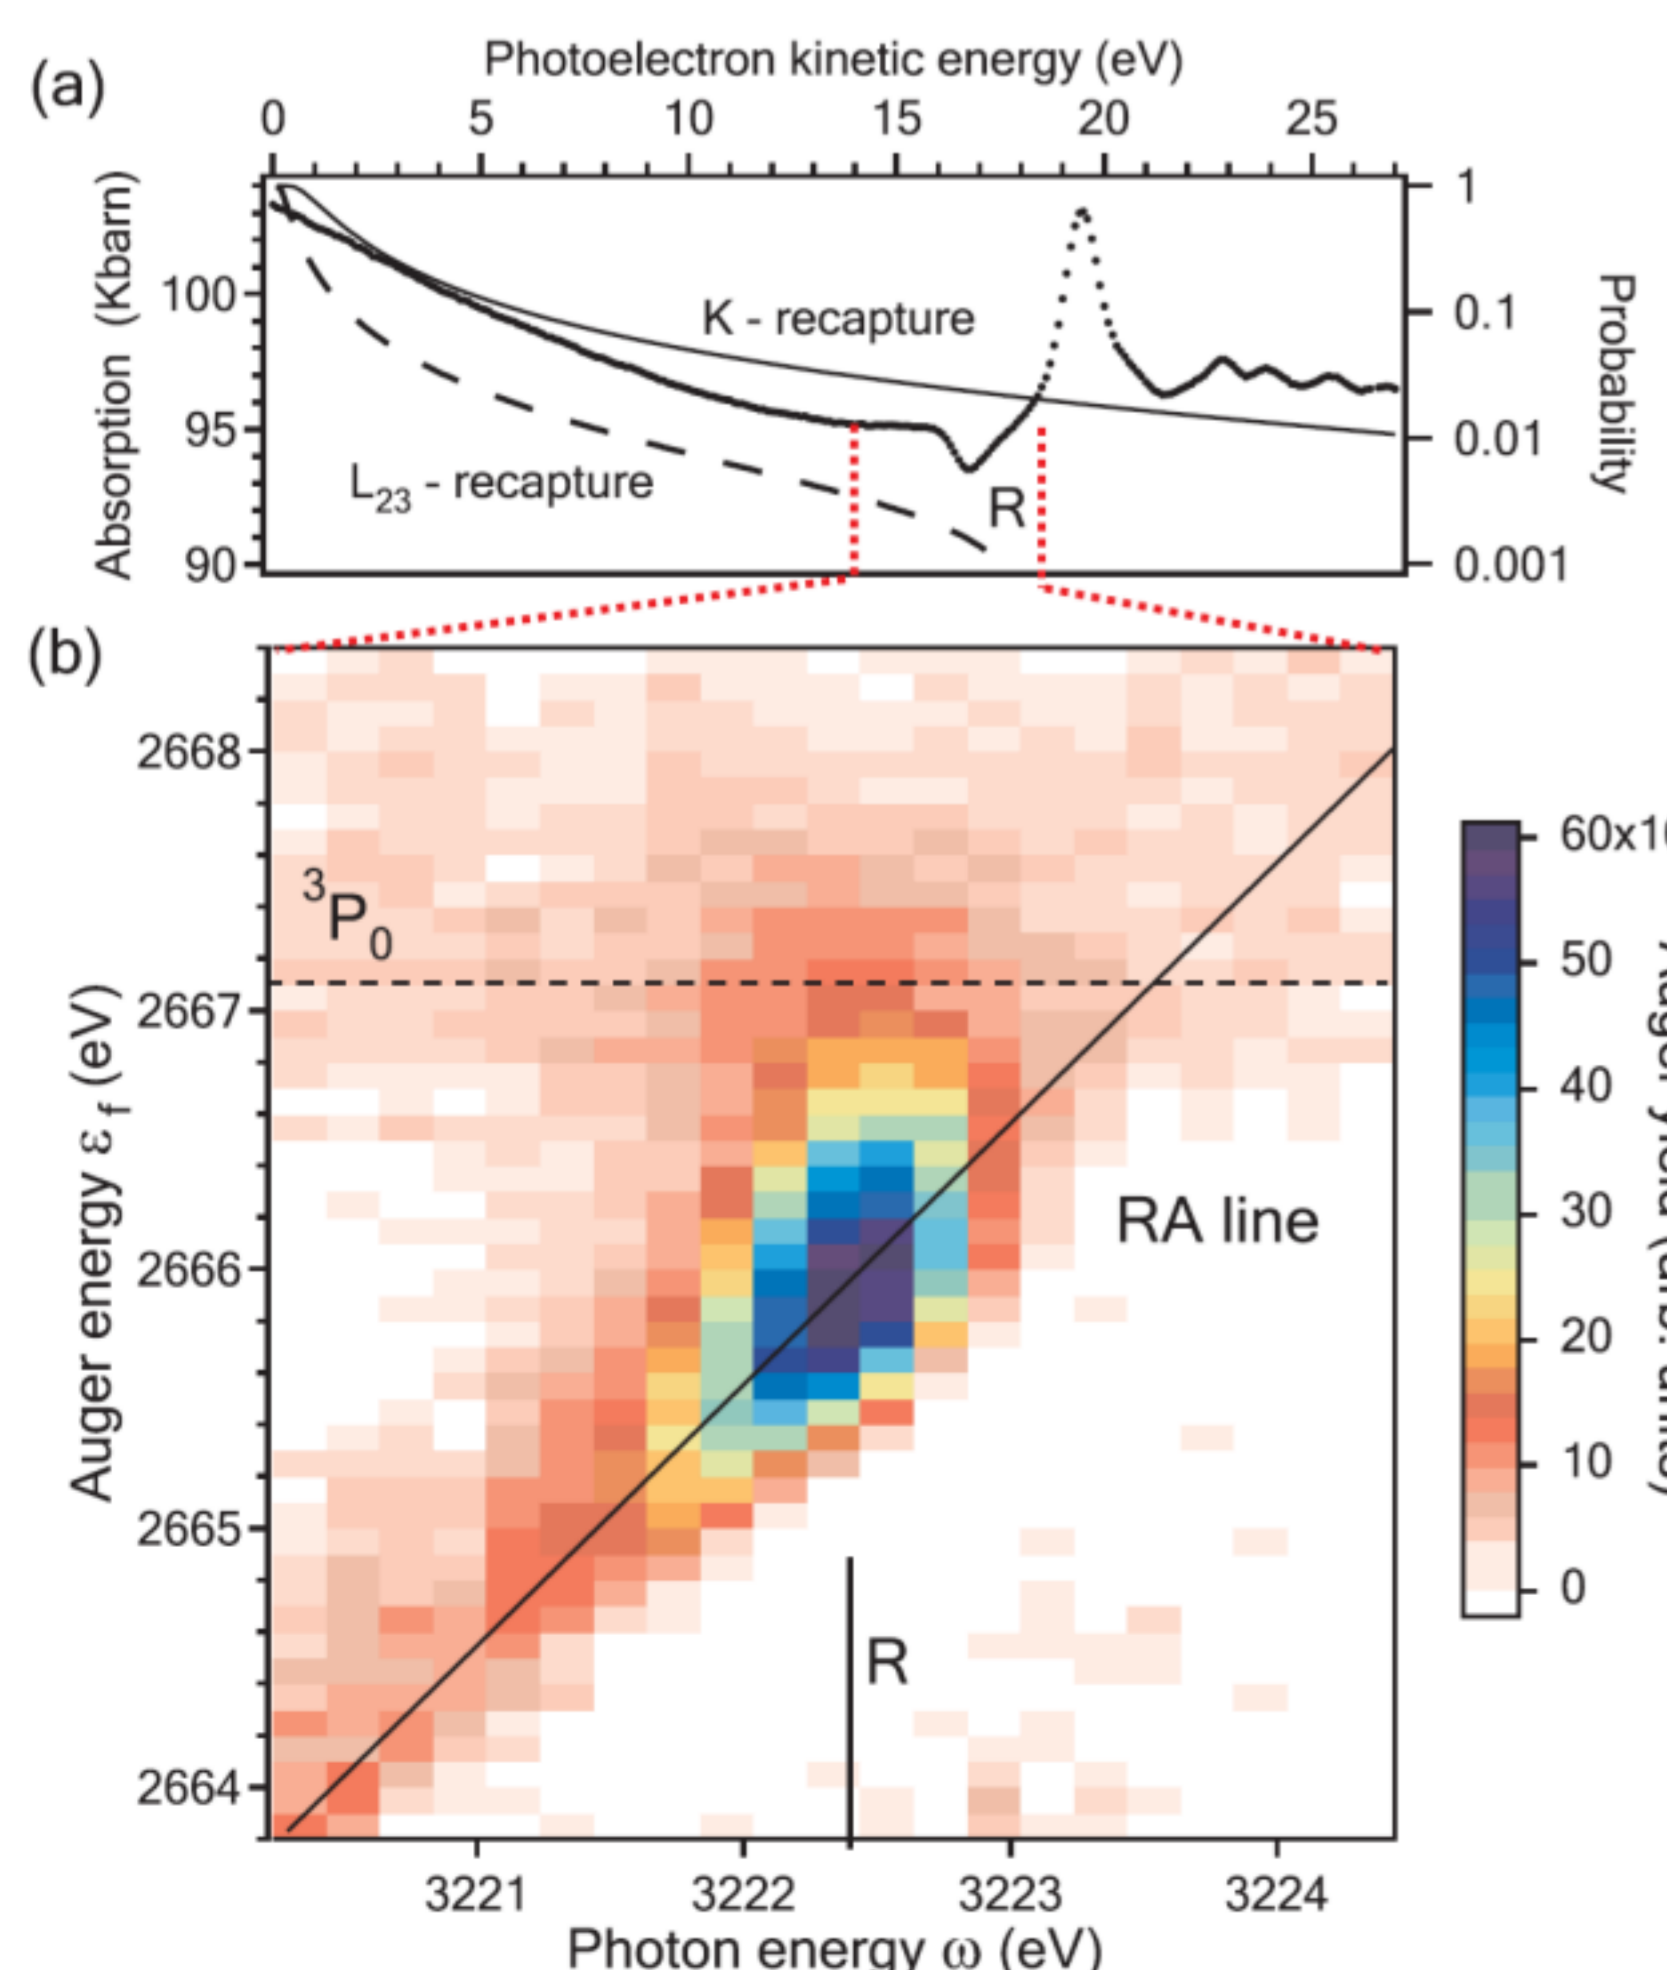 (a)
Photoelectron kinetic energy (eV)
0 5 10 15 20 25
Absorption (Kbarn)
100
95
90
K - recapture
L23 - recapture
R
1
0.1
0.01
0.001
Probability
(b)
Auger energy ε f (eV)
2668
2667
2666
2665
2664
3P0
RA line
R
3221 3222 3223 3224
Photon energy ω (eV)
60x10
50
40
30
20
10
0